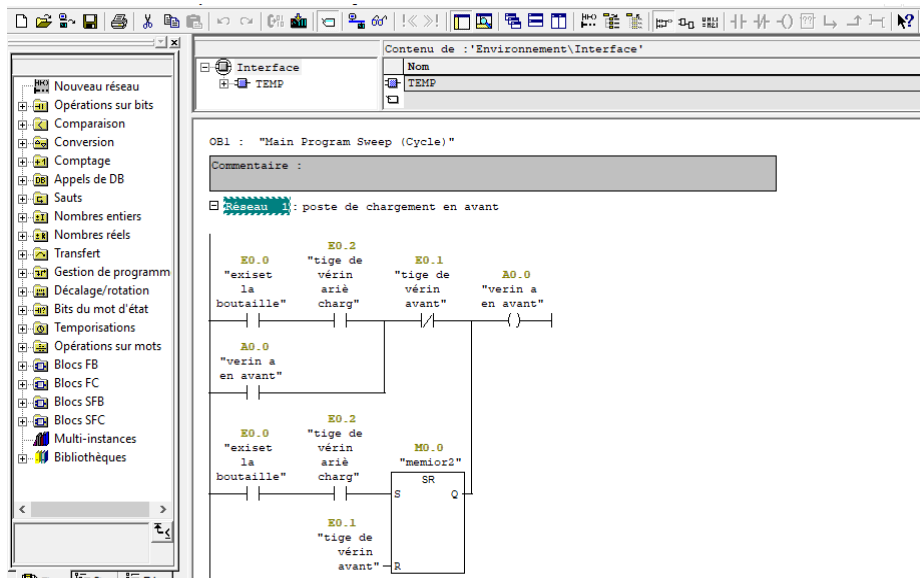 Nouveau réseau
Opérations sur bits
Comparaison
Conversion
Comptage
Appels de DB
Sauts
Nombres entiers
Nombres réels
Transfert
Gestion de programm
Décalage/rotation
Bits du mot d'état
Temporisations
Opérations sur mots
Blocs FB
Blocs FC
Blocs SFB
Blocs SFC
Multi-instances
Bibliothèques
Contenu de :'Environnement\Interface'
Interface
TEMP
Nom
TEMP
OB1 : "Main Program Sweep (Cycle)"
Commentaire :
Réseau 1: poste de chargement en avant
E0.0
"exiset
la
boutaille"
E0.2
"tige de
vérin
ariè
charg"
E0.1
"tige de
vérin
avant"
A0.0
"verin a
en avant"
A0.0
"verin a
en avant"
E0.0
"exiset
la
boutaille"
E0.2
"tige de
vérin
ariè
charg"
M0.0
"memior2"
SR
S Q
E0.1
"tige de
vérin
avant"
R